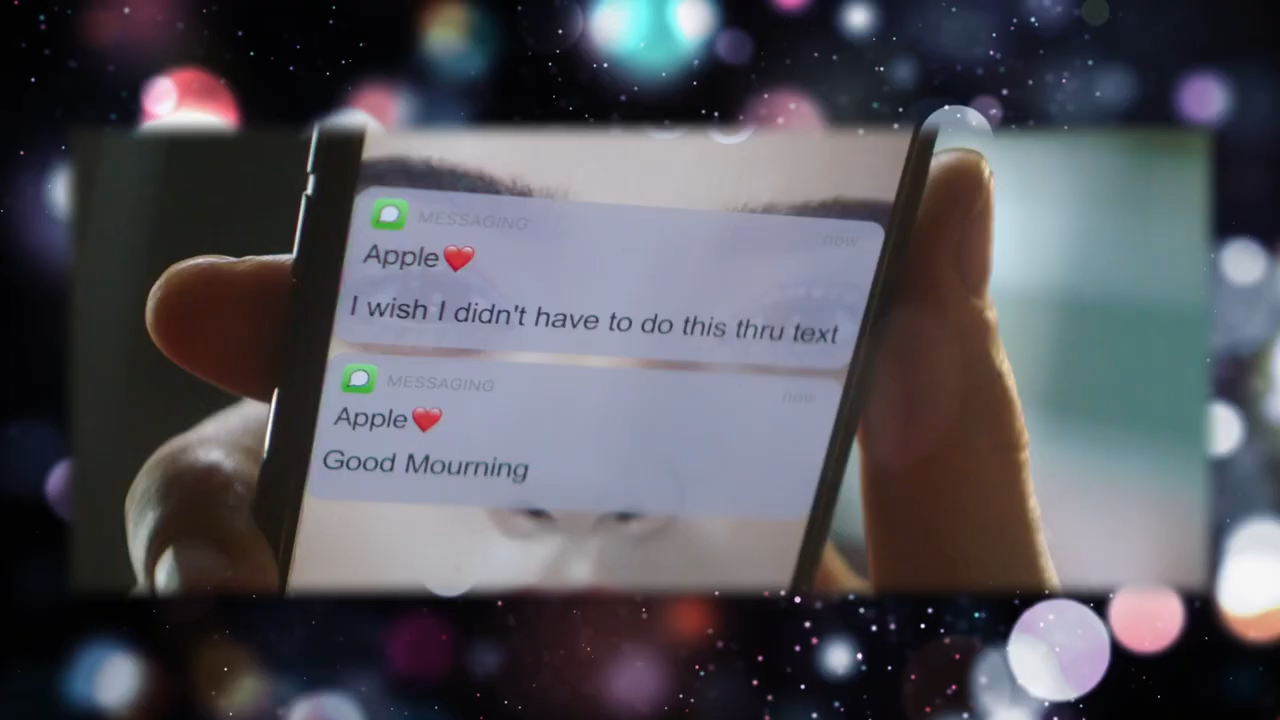 MESSAGING
now
Apple❤️
I wish I didn't have to do this thru text
MESSAGING
now
Apple❤️
Good Mourning